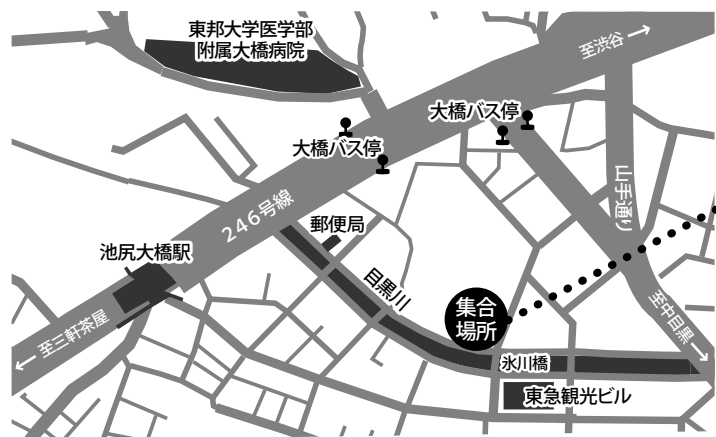 東邦大学医学部
附属大橋病院
至渋谷
大橋バス停
大橋バス停
山手通り
246号線
郵便局
池尻大橋駅
目黒川
集合
場所
至中目黒
至三軒茶屋
氷川橋
東急観光ビル